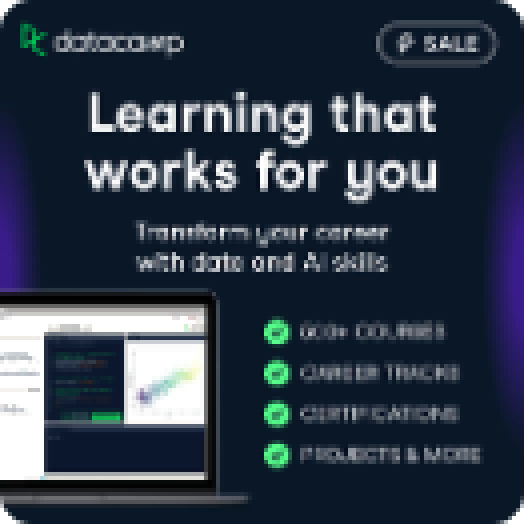 datacamp
SALE
Learning that
works for you
Transform your career
with data and AI skills
COURSES
CAREER TRACKS
CERTIFICATIONS
PROJECTS & MORE